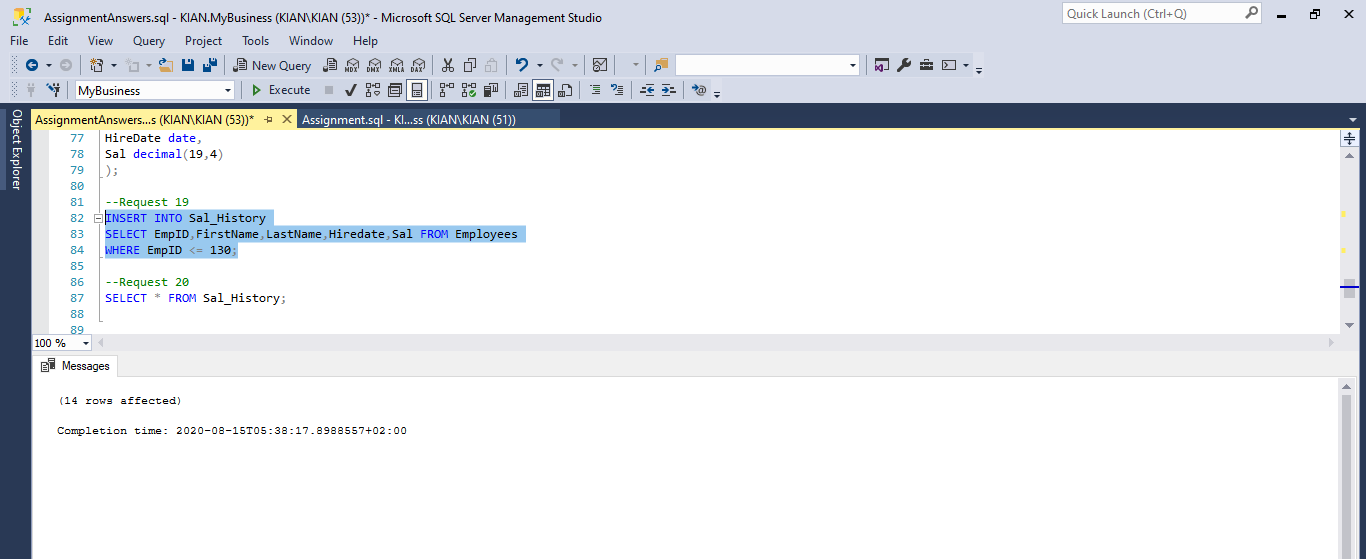 AssignmentAnswers.sql - KIAN.MyBusiness (KIAN\KIAN (53))* - Microsoft SQL Server Management Studio
Quick Launch (Ctrl+Q)
File Edit View Query Project Tools Window Help
New Query MDX DMX XMLA DAX
MyBusiness Execute
Object Explorer
AssignmentAnswers...s (KIAN\KIAN (53))* Assignment.sql - KI...ss (KIAN\KIAN (51))
77 HireDate date,
78 Sal decimal(19,4)
79 );
80
81 --Request 19
82 INSERT INTO Sal_History
83 SELECT EmpID,FirstName,LastName,Hiredate,Sal FROM Employees
84 WHERE EmpID <= 130;
85
86 --Request 20
87 SELECT * FROM Sal_History;
88
89
100 %
Messages
(14 rows affected)
Completion time: 2020-08-15T05:38:17.8988557+02:00